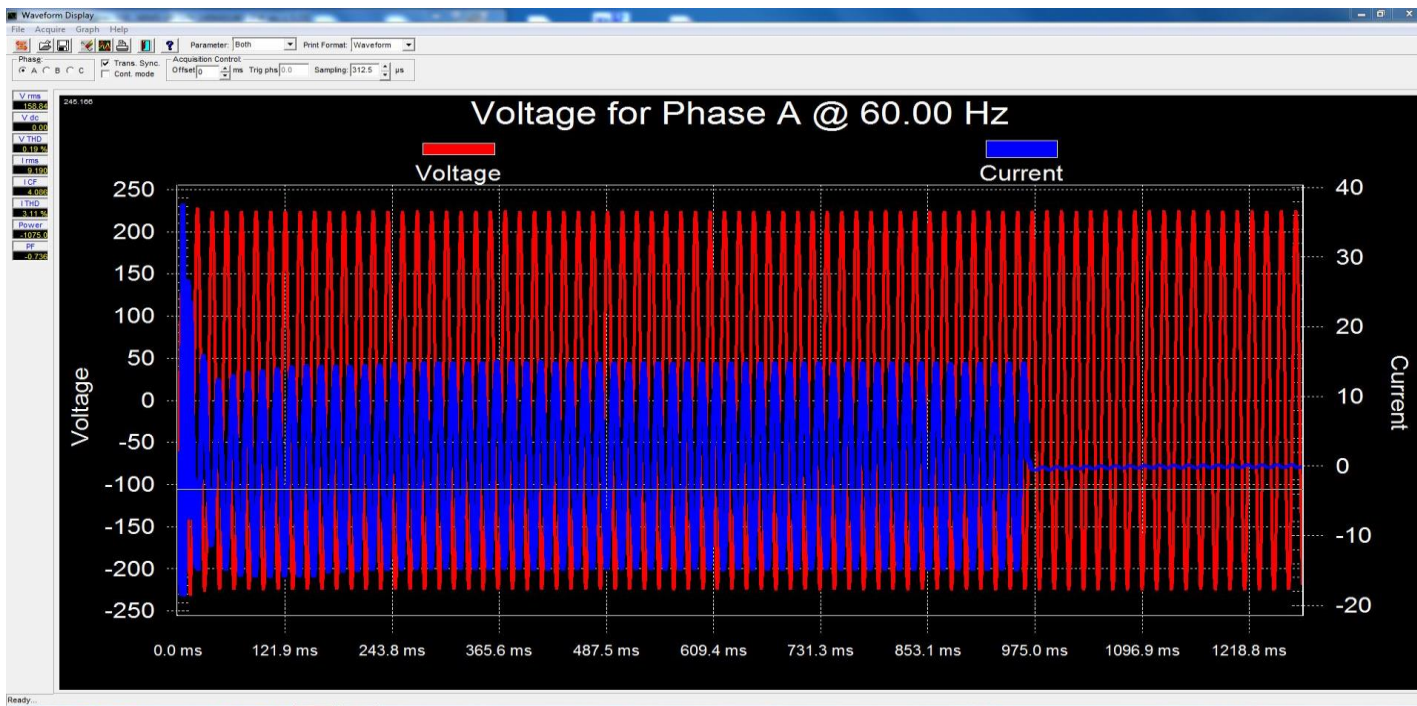 Waveform Display
File Acquire Graph Help
Parameter: Both Print Format: Waveform
Phase: A B C
Trans. Sync.
Cont. mode
Acquisition Control:
Offset 0 ms Trig phs 0.0 Sampling: 312.5 µs
V rms
158.84
V dc
0.00
V THD
0.19 %
I rms
9.190
I CF
4.086
I THD
3.11 %
Power
-1075.0
PF
-0.736
245.166
Voltage for Phase A @ 60.00 Hz
Voltage
Current
250
200
150
100
50
0
-50
-100
-150
-200
-250
Voltage
40
30
20
10
0
-10
-20
Current
0.0 ms 121.9 ms 243.8 ms 365.6 ms 487.5 ms 609.4 ms 731.3 ms 853.1 ms 975.0 ms 1096.9 ms 1218.8 ms
Ready...